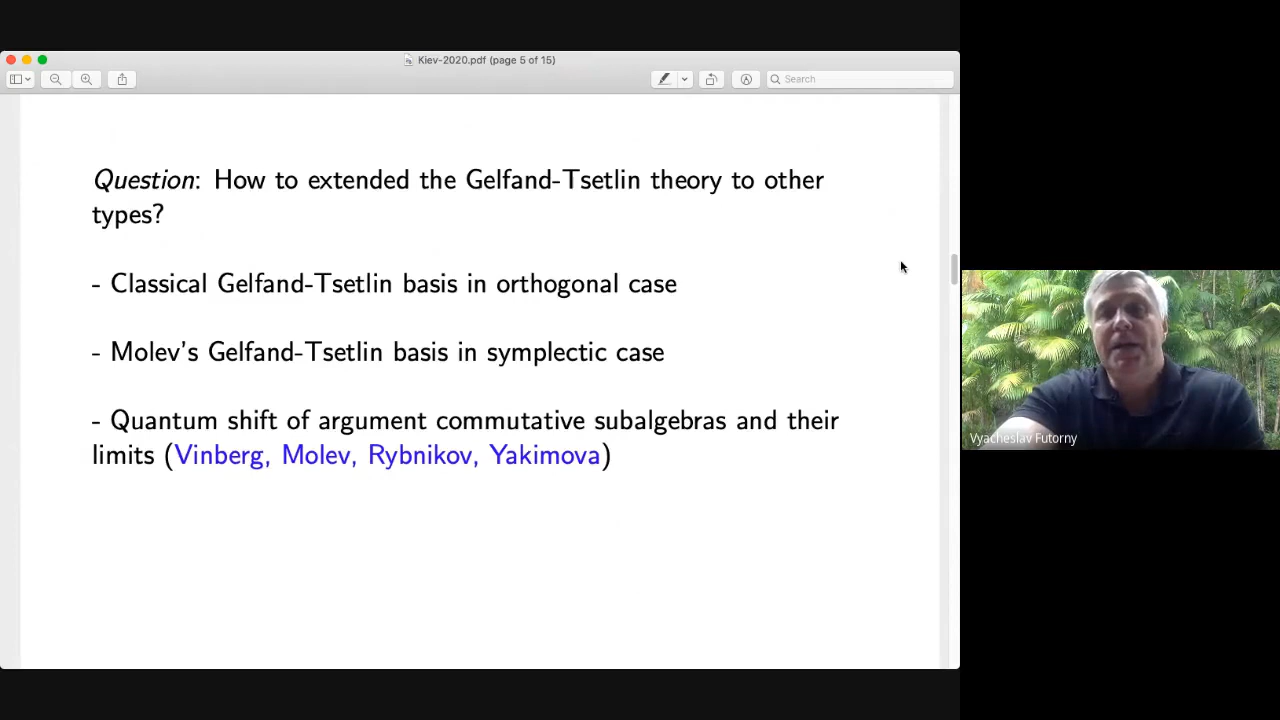 Kiev-2020.pdf (page 5 of 15)
Search
Question: How to extended the Gelfand-Tsetlin theory to other
types?
- Classical Gelfand-Tsetlin basis in orthogonal case
- Molev's Gelfand-Tsetlin basis in symplectic case
- Quantum shift of argument commutative subalgebras and their
limits (Vinberg, Molev, Rybnikov, Yakimova)
Vyacheslav Futorny